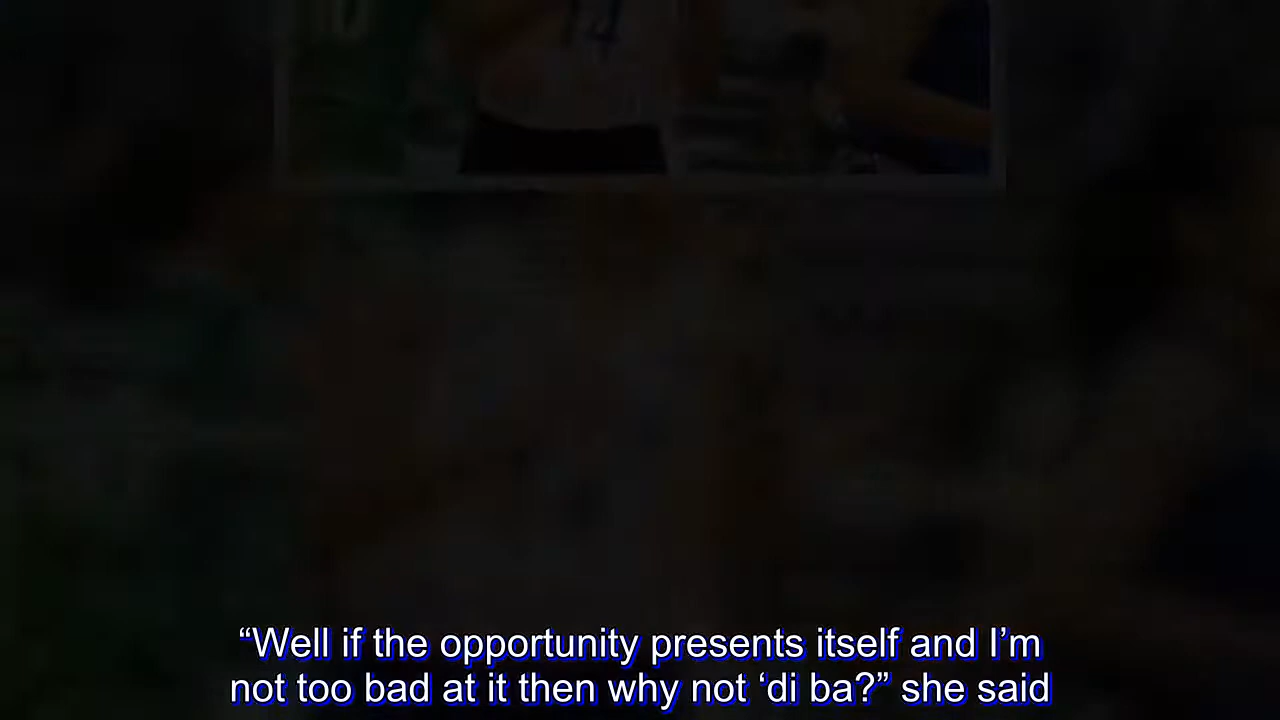 “Well if the opportunity presents itself and I’m
not too bad at it then why not ‘di ba?” she said